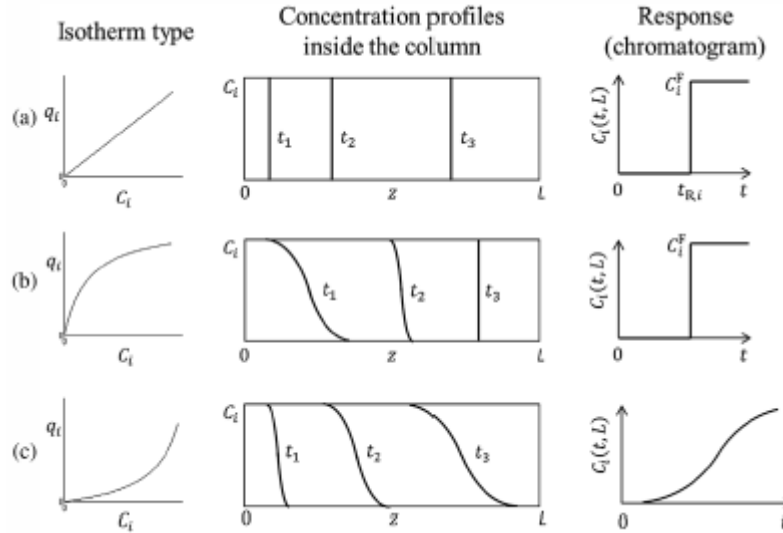 Isotherm type
Concentration profiles
inside the column
Response
(chromatogram)
(a)
q_i
C_i
C_i
t_1
t_2
t_3
0
z
L
C_i(t, L)
C_i^F
0
t_{R,i}
t
(b)
q_i
C_i
C_i
t_1
t_2
t_3
0
z
L
C_i(t, L)
C_i^F
0
t
(c)
q_i
C_i
C_i
t_1
t_2
t_3
0
z
L
C_i(t, L)
0